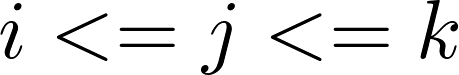 i <= j <= k